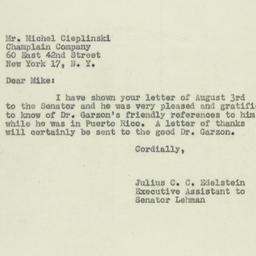 Mr. Michel Cieplinski
Champlain Company
60 East 42nd Street
New York 17, N. Y.
Dear Mike:
I have shown your letter of August 3rd
to the Senator and he was very pleased and gratifie
to know of Dr. Garzon's friendly references to him
while he was in Puerto Rico. A letter of thanks
will certainly be sent to the good Dr. Garzon.
Cordially,
Julius C. C. Edelstein
Executive Assistant to
Senator Lehman